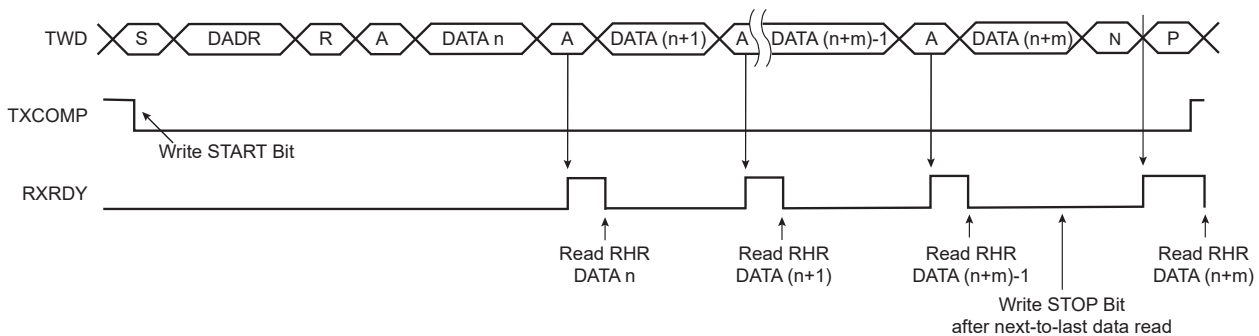 TWD S DADR R A DATA n A DATA (n+1) A DATA (n+m)-1 A DATA (n+m) N P
TXCOMP
Write START Bit
RXRDY
Read RHR Read RHR Read RHR Read RHR
DATA n DATA (n+1) DATA (n+m)-1 DATA (n+m)
Write STOP Bit
after next-to-last data read